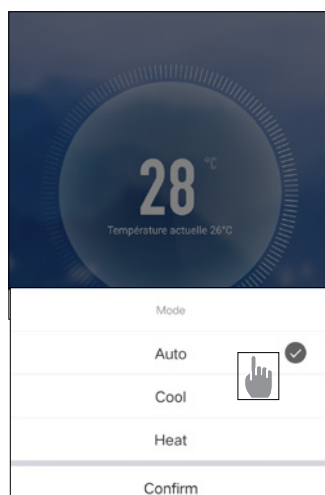 28 °C
Température actuelle 26°C
Mode
Auto
Cool
Heat
Confirm